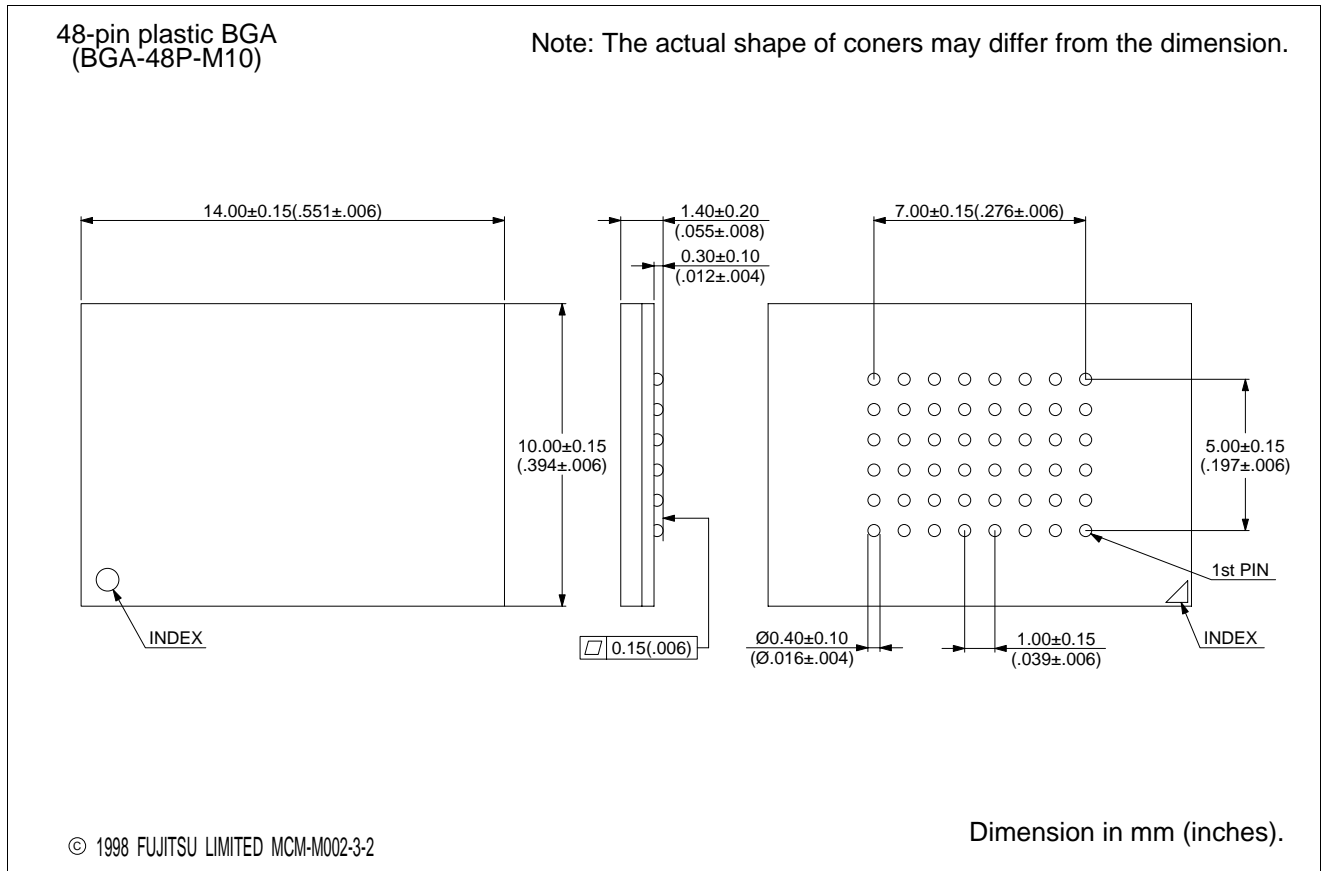 48-pin plastic BGA
(BGA-48P-M10)
Note: The actual shape of coners may differ from the dimension.
14.00±0.15(.551±.006)
1.40±0.20
(.055±.008)
0.30±0.10
(.012±.004)
7.00±0.15(.276±.006)
10.00±0.15
(.394±.006)
5.00±0.15
(.197±.006)
1st PIN
INDEX
0.15(.006)
Ø0.40±0.10
(Ø.016±.004)
1.00±0.15
(.039±.006)
INDEX
© 1998 FUJITSU LIMITED MCM-M002-3-2
Dimension in mm (inches).